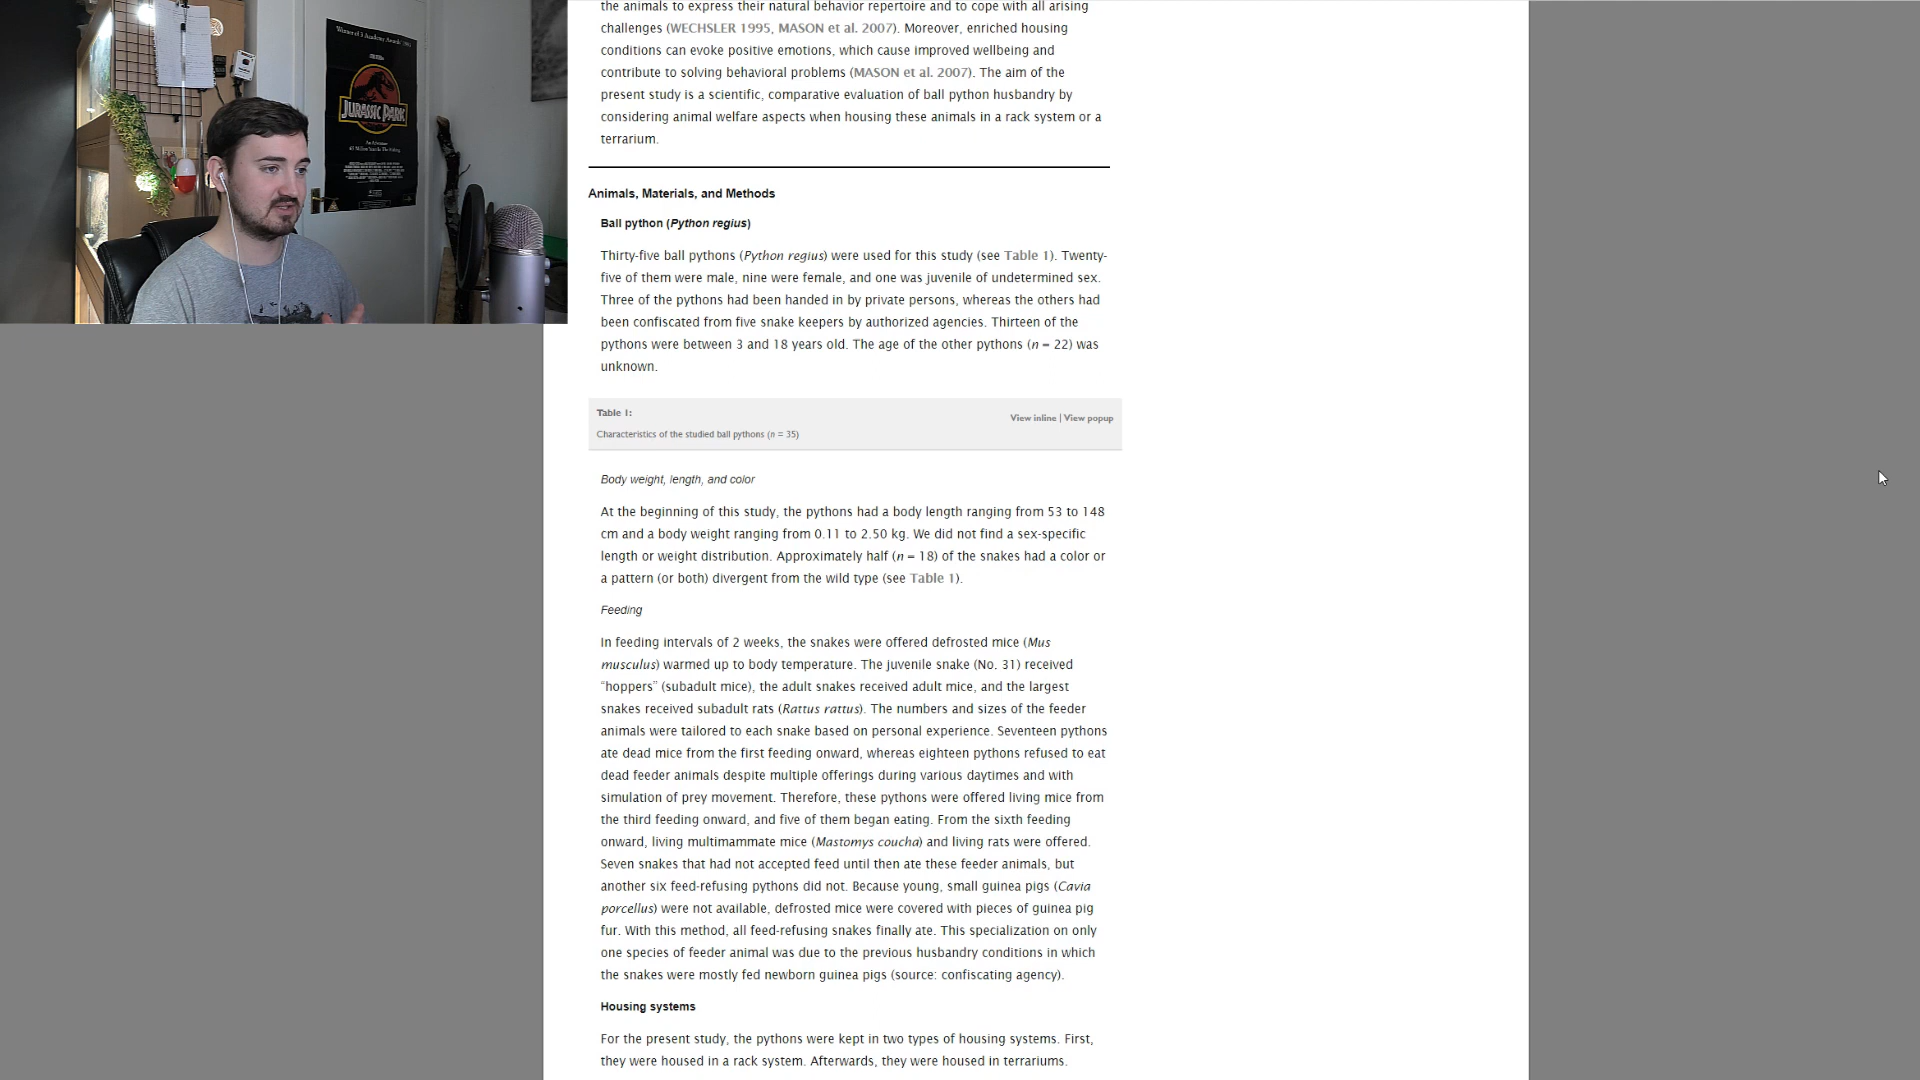 Winner of 3 Academy Awards
JURASSIC PARK
An Adventure
65 Million Years In The Making
the animals to express their natural behavior repertoire and to cope with all arising
challenges (WECHSLER 1995, MASON et al. 2007). Moreover, enriched housing
conditions can evoke positive emotions, which cause improved wellbeing and
contribute to solving behavioral problems (MASON et al. 2007). The aim of the
present study is a scientific, comparative evaluation of ball python husbandry by
considering animal welfare aspects when housing these animals in a rack system or a
terrarium.
Animals, Materials, and Methods
Ball python (Python regius)
Thirty-five ball pythons (Python regius) were used for this study (see Table 1). Twenty-
five of them were male, nine were female, and one was juvenile of undetermined sex.
Three of the pythons had been handed in by private persons, whereas the others had
been confiscated from five snake keepers by authorized agencies. Thirteen of the
pythons were between 3 and 18 years old. The age of the other pythons (n = 22) was
unknown.
Table 1:
View inline | View popup
Characteristics of the studied ball pythons (n = 35)
Body weight, length, and color
At the beginning of this study, the pythons had a body length ranging from 53 to 148
cm and a body weight ranging from 0.11 to 2.50 kg. We did not find a sex-specific
length or weight distribution. Approximately half (n = 18) of the snakes had a color or
a pattern (or both) divergent from the wild type (see Table 1).
Feeding
In feeding intervals of 2 weeks, the snakes were offered defrosted mice (Mus
musculus) warmed up to body temperature. The juvenile snake (No. 31) received
“hoppers” (subadult mice), the adult snakes received adult mice, and the largest
snakes received subadult rats (Rattus rattus). The numbers and sizes of the feeder
animals were tailored to each snake based on personal experience. Seventeen pythons
ate dead mice from the first feeding onward, whereas eighteen pythons refused to eat
dead feeder animals despite multiple offerings during various daytimes and with
simulation of prey movement. Therefore, these pythons were offered living mice from
the third feeding onward, and five of them began eating. From the sixth feeding
onward, living multimammate mice (Mastomys coucha) and living rats were offered.
Seven snakes that had not accepted feed until then ate these feeder animals, but
another six feed-refusing pythons did not. Because young, small guinea pigs (Cavia
porcellus) were not available, defrosted mice were covered with pieces of guinea pig
fur. With this method, all feed-refusing snakes finally ate. This specialization on only
one species of feeder animal was due to the previous husbandry conditions in which
the snakes were mostly fed newborn guinea pigs (source: confiscating agency).
Housing systems
For the present study, the pythons were kept in two types of housing systems. First,
they were housed in a rack system. Afterwards, they were housed in terrariums.